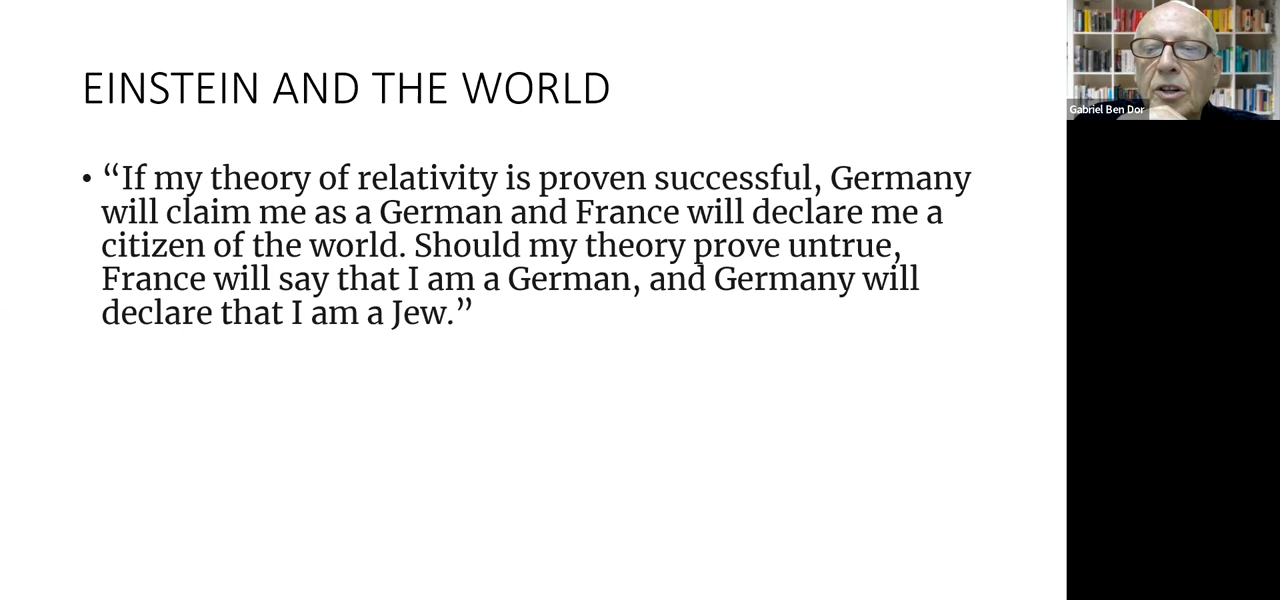 EINSTEIN AND THE WORLD
• “If my theory of relativity is proven successful, Germany
will claim me as a German and France will declare me a
citizen of the world. Should my theory prove untrue,
France will say that I am a German, and Germany will
declare that I am a Jew.”
Gabriel Ben Dor